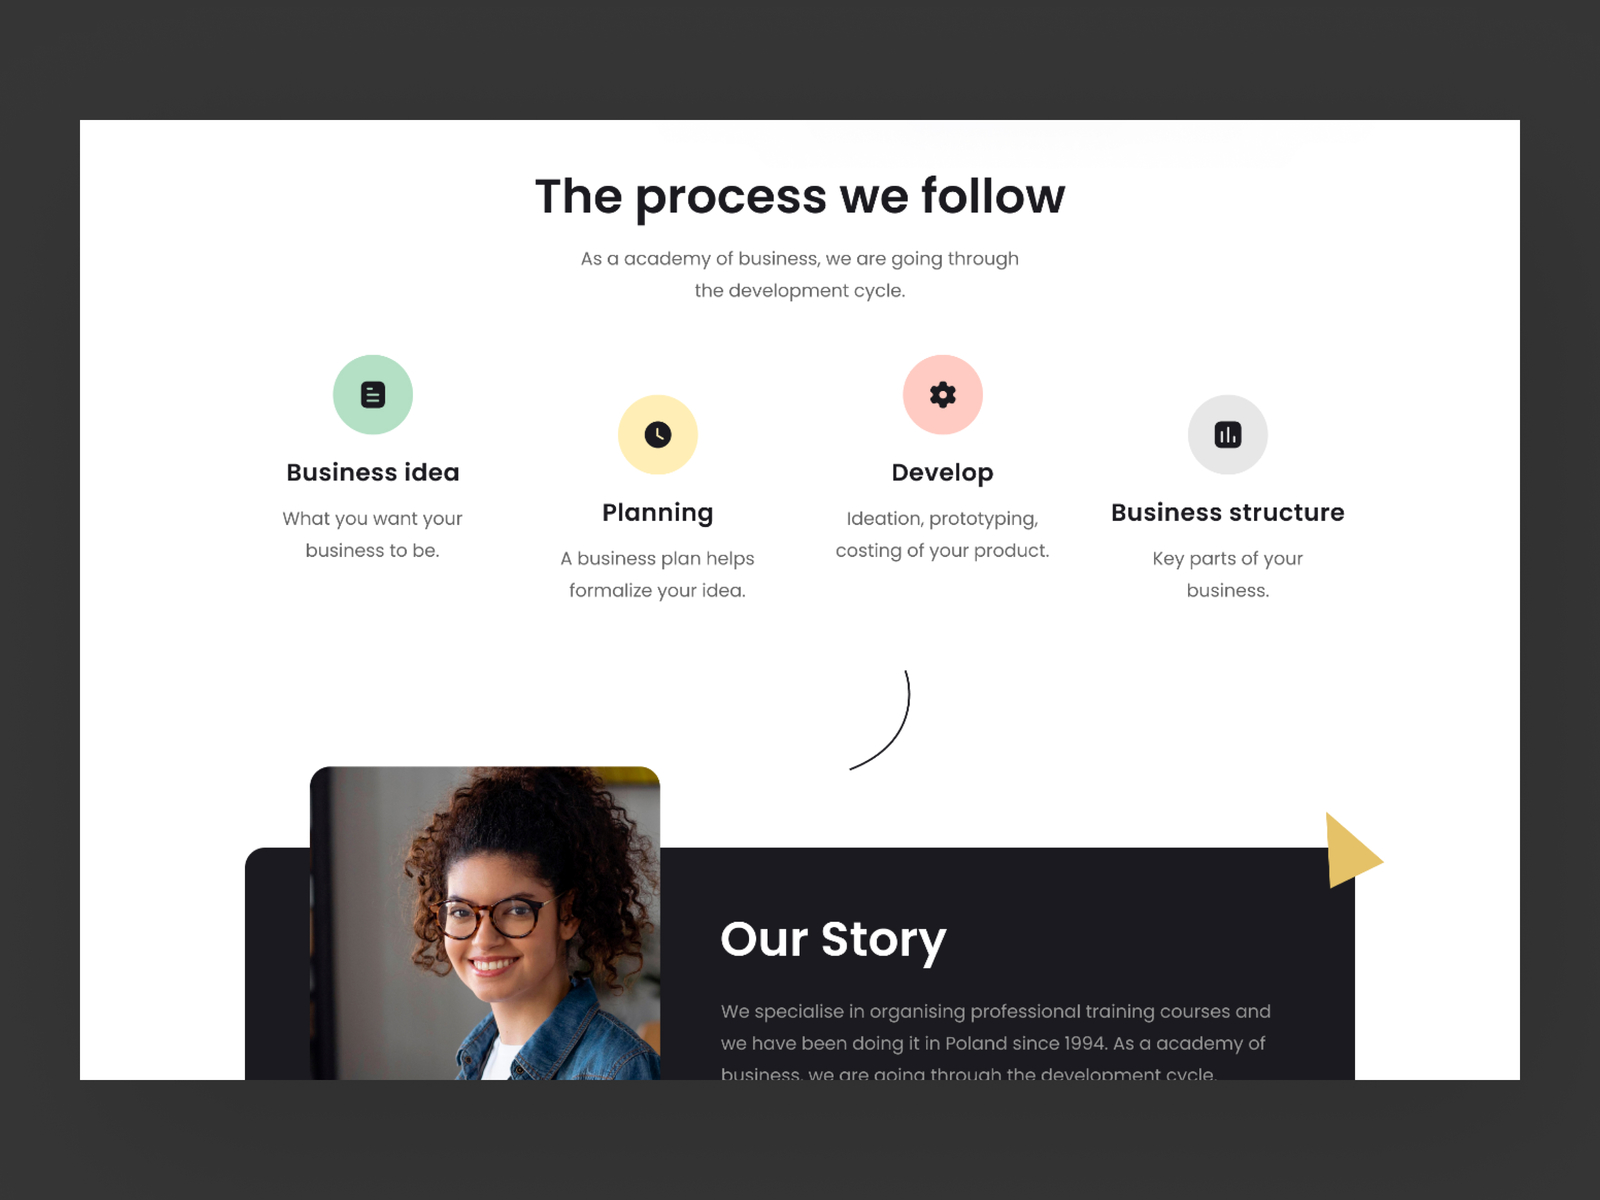 The process we follow
As a academy of business, we are going through
the development cycle.
Business idea
What you want your
business to be.
Planning
A business plan helps
formalize your idea.
Develop
Ideation, prototyping,
costing of your product.
Business structure
Key parts of your
business.
Our Story
We specialise in organising professional training courses and
we have been doing it in Poland since 1994. As a academy of
business, we are going through the development cycle.